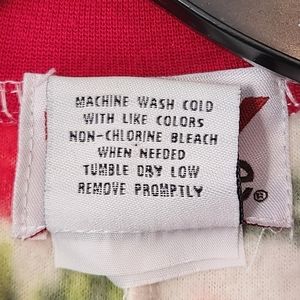 MACHINE WASH COLD
WITH LIKE COLORS
NON-CHLORINE BLEACH
WHEN NEEDED
TUMBLE DRY LOW
REMOVE PROMPTLY
e®